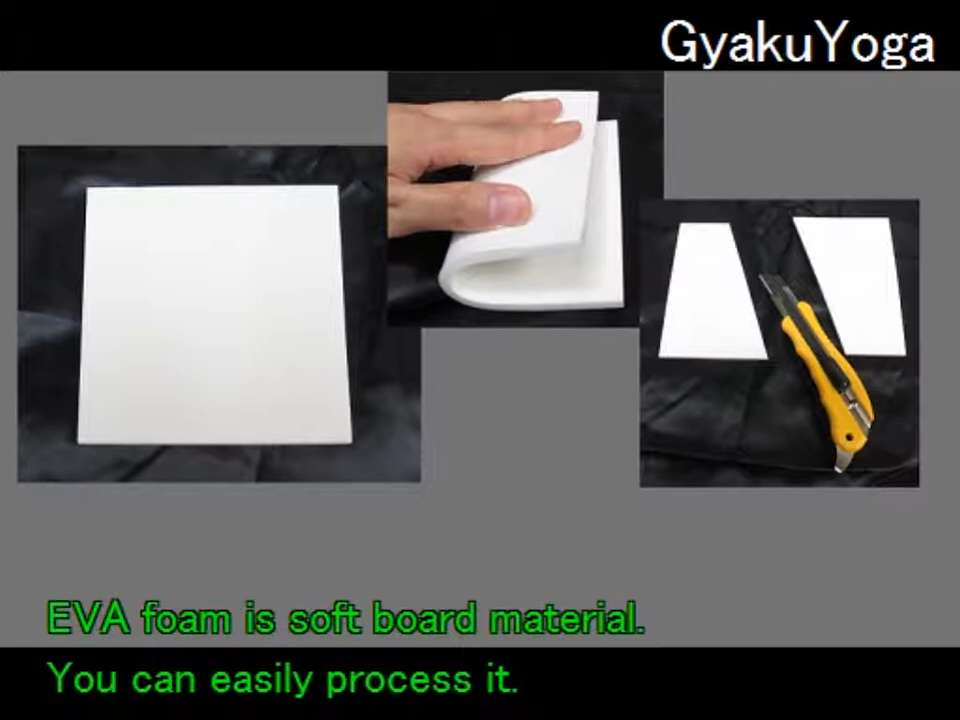 GyakuYoga
EVA foam is soft board material.
You can easily process it.